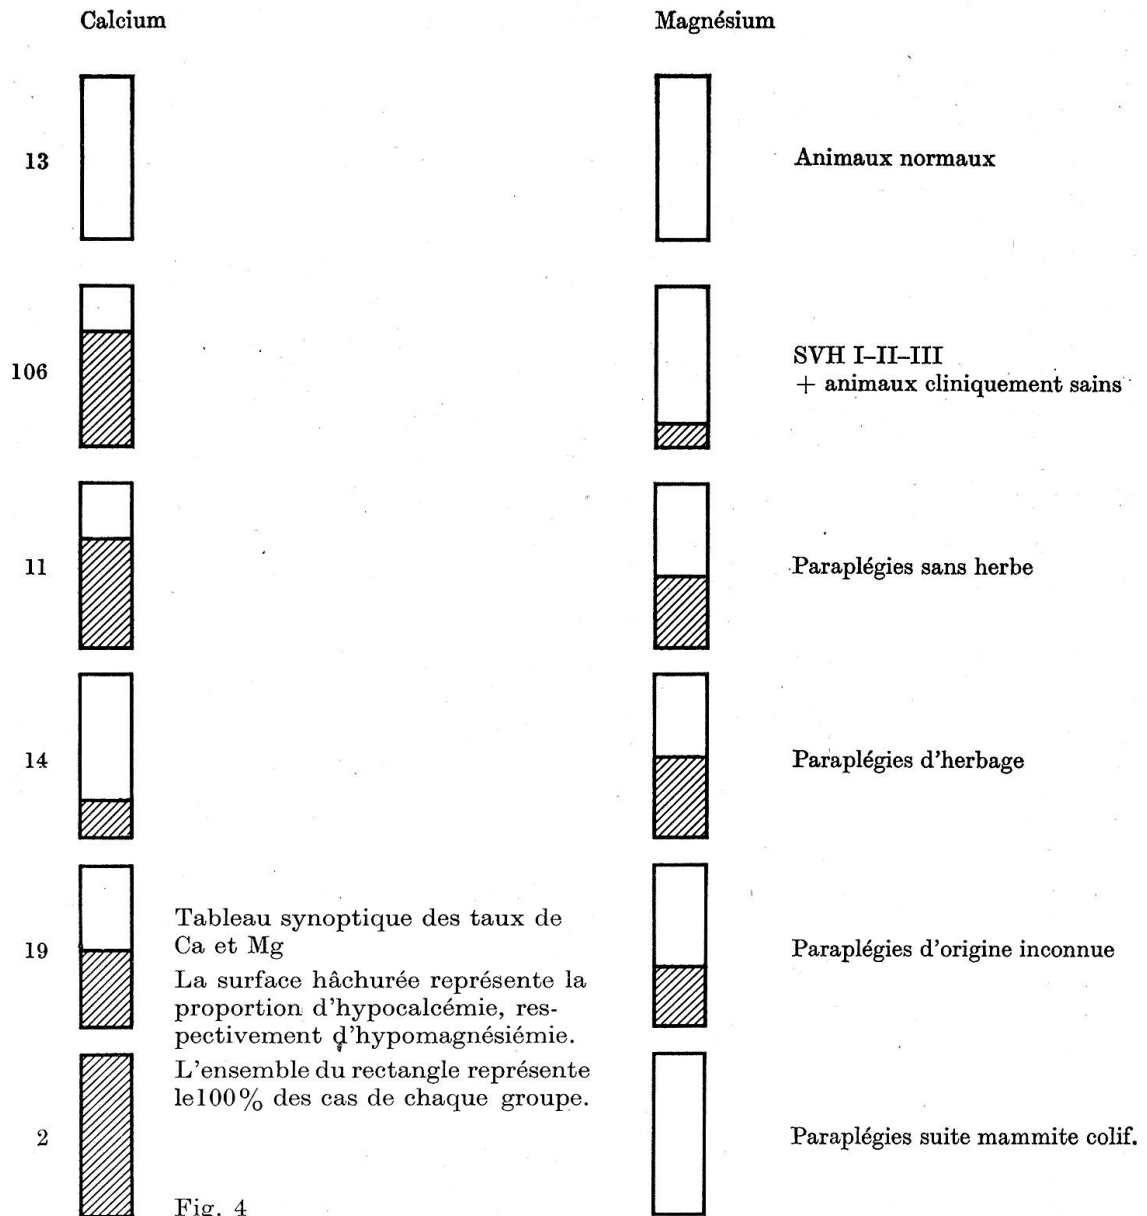 Calcium
Magnésium
13
Animaux normaux
106
SVH I–II–III
+ animaux cliniquement sains
11
Paraplégies sans herbe
14
Paraplégies d'herbage
19
Paraplégies d'origine inconnue
Tableau synoptique des taux de
Ca et Mg
La surface hâchurée représente la
proportion d'hypocalcémie, res-
pectivement d'hypomagnésiémie.
L'ensemble du rectangle représente
le100% des cas de chaque groupe.
2
Paraplégies suite mammite colif.
Fig. 4